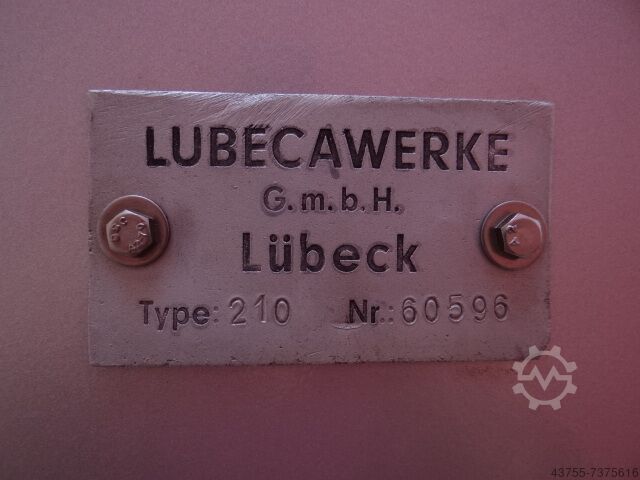 LUBECAWERKE
G.m.b.H.
Lübeck
Type: 210 Nr.: 60596
43755-7375616